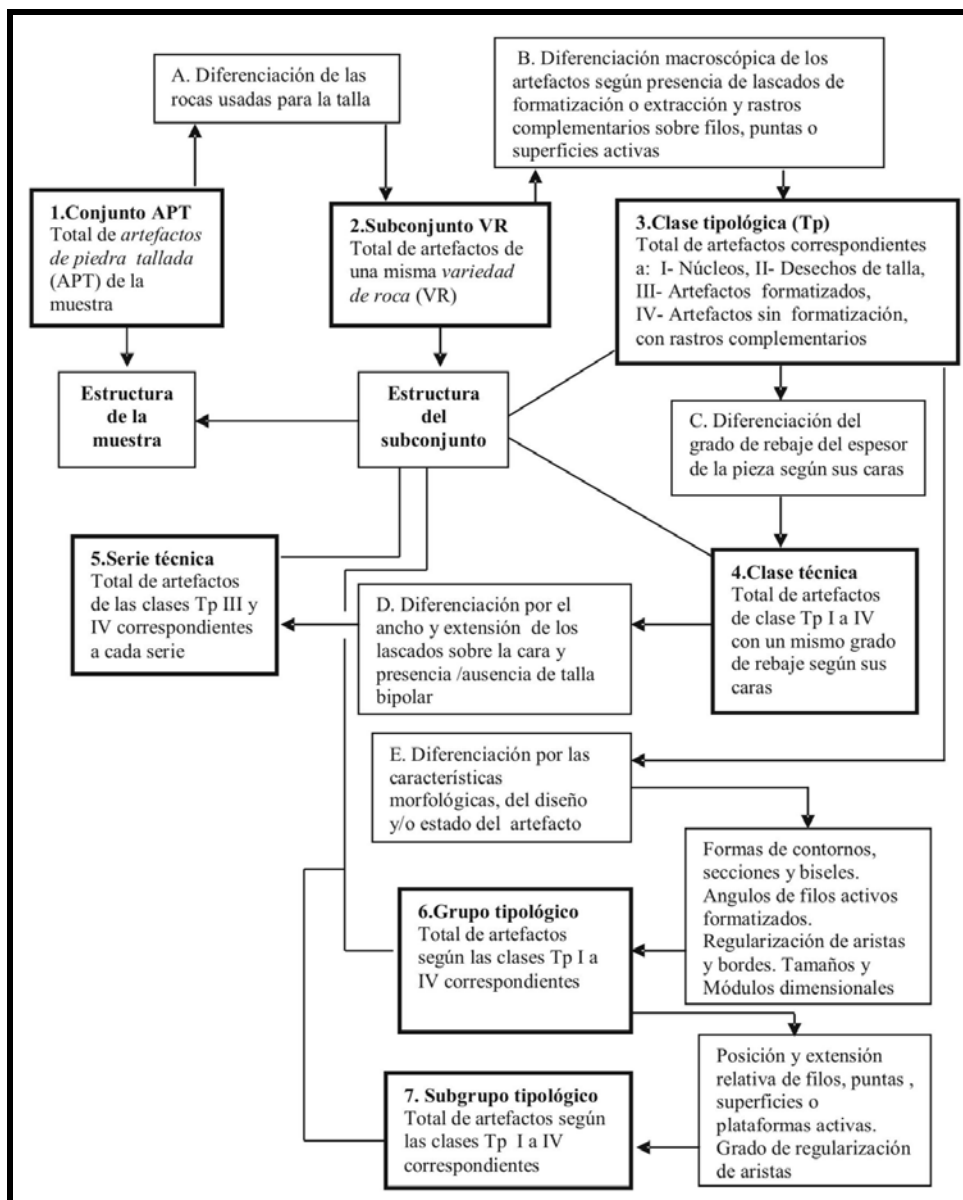 A. Diferenciación de las
rocas usadas para la talla
B. Diferenciación macroscópica de los
artefactos según presencia de lascados de
formatización o extracción y rastros
complementarios sobre filos, puntas o
superficies activas
1.Conjunto APT
Total de artefactos
de piedra tallada
(APT) de la
muestra
2.Subconjunto VR
Total de artefactos de
una misma variedad
de roca (VR)
3.Clase tipológica (Tp)
Total de artefactos correspondientes
a: I- Núcleos, II- Desechos de talla,
III- Artefactos formatizados,
IV- Artefactos sin formatización,
con rastros complementarios
Estructura
de la
muestra
Estructura
del
subconjunto
C. Diferenciación del
grado de rebaje del espesor
de la pieza según sus caras
5.Serie técnica
Total de artefactos
de las clases Tp III y
IV correspondientes
a cada serie
4.Clase técnica
Total de artefactos
de clase Tp I a IV
con un mismo grado
de rebaje según sus
caras
D. Diferenciación por el
ancho y extensión de los
lascados sobre la cara y
presencia /ausencia de talla
bipolar
E. Diferenciación por las
características
morfológicas, del diseño
y/o estado del artefacto
Formas de contornos,
secciones y biseles.
Angulos de filos activos
formatizados.
Regularización de aristas
y bordes. Tamaños y
Módulos dimensionales
6.Grupo tipológico
Total de artefactos
según las clases Tp I a
IV correspondientes
Posición y extensión
relativa de filos, puntas ,
superficies o
plataformas activas.
Grado de regularización
de aristas
7. Subgrupo tipológico
Total de artefactos según
las clases Tp I a IV
correspondientes